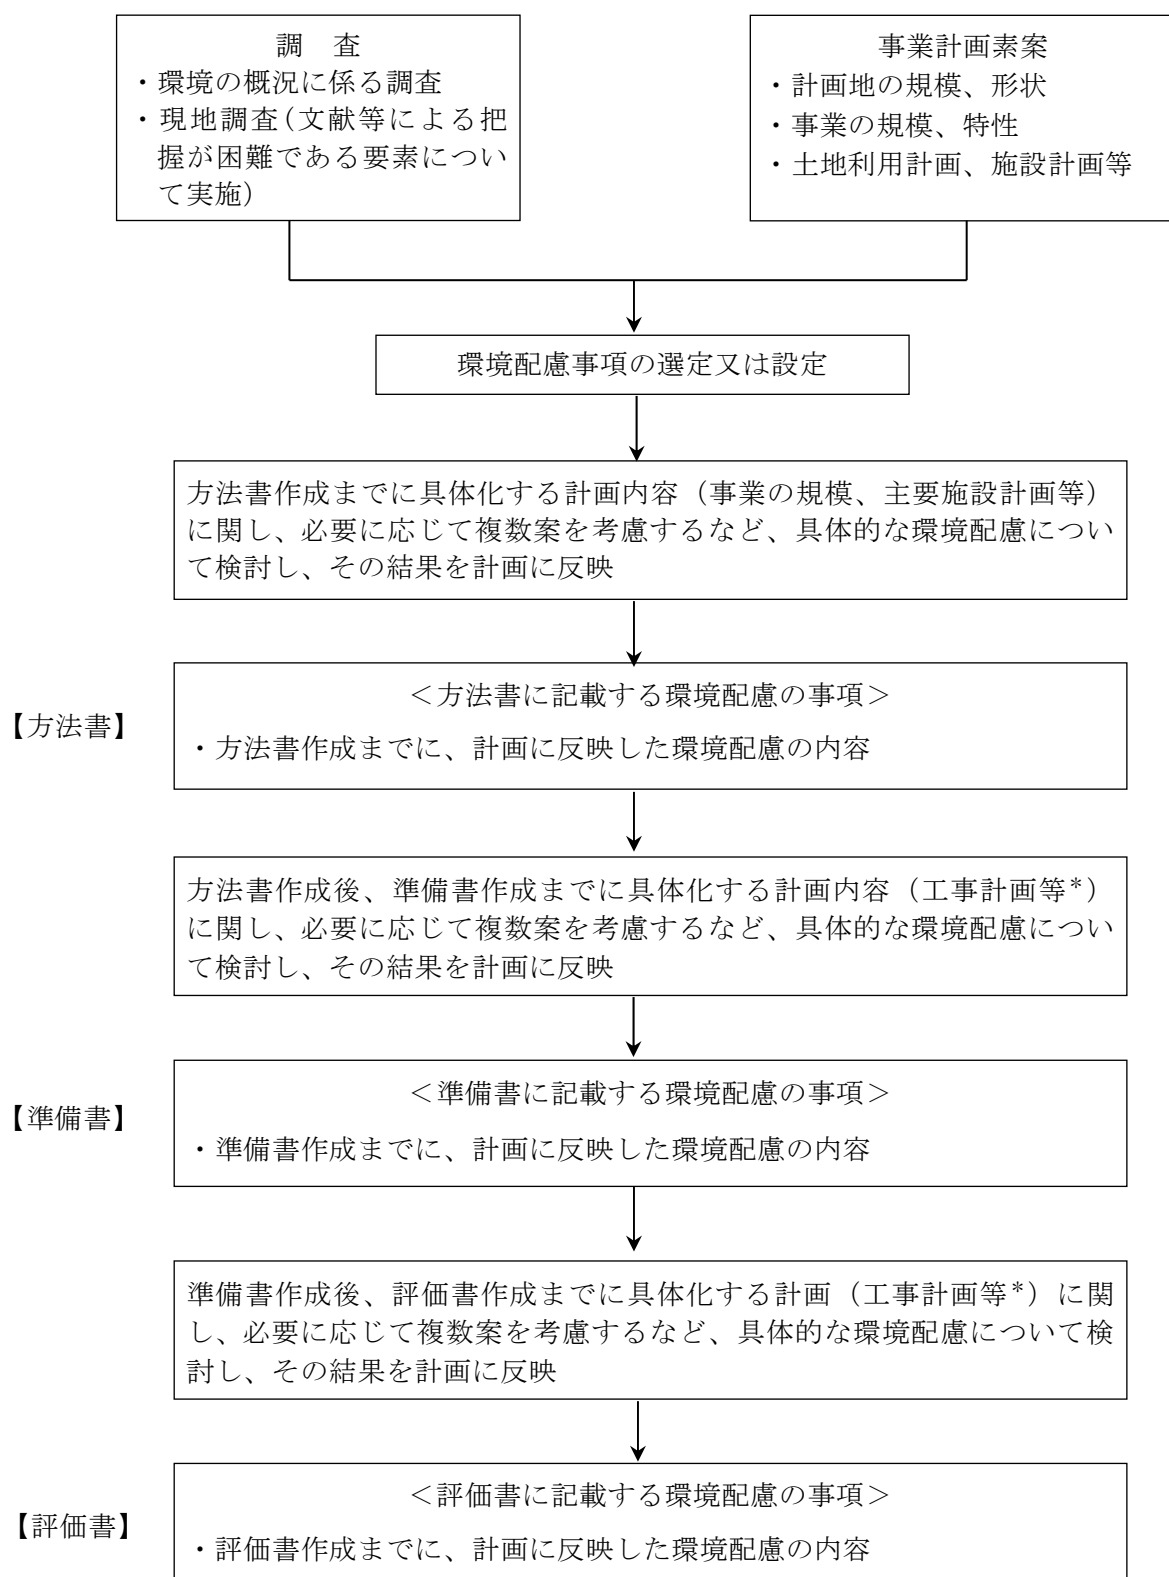 調　査
・環境の概況に係る調査
・現地調査(文献等による把
握が困難である要素につい
て実施)
事業計画素案
・計画地の規模、形状
・事業の規模、特性
・土地利用計画、施設計画等
環境配慮事項の選定又は設定
方法書作成までに具体化する計画内容（事業の規模、主要施設計画等）
に関し、必要に応じて複数案を考慮するなど、具体的な環境配慮につい
て検討し、その結果を計画に反映
【方法書】
＜方法書に記載する環境配慮の事項＞
・方法書作成までに、計画に反映した環境配慮の内容
方法書作成後、準備書作成までに具体化する計画内容（工事計画等*）
に関し、必要に応じて複数案を考慮するなど、具体的な環境配慮につい
て検討し、その結果を計画に反映
【準備書】
＜準備書に記載する環境配慮の事項＞
・準備書作成までに、計画に反映した環境配慮の内容
準備書作成後、評価書作成までに具体化する計画（工事計画等*）に関
し、必要に応じて複数案を考慮するなど、具体的な環境配慮について検
討し、その結果を計画に反映
【評価書】
＜評価書に記載する環境配慮の事項＞
・評価書作成までに、計画に反映した環境配慮の内容